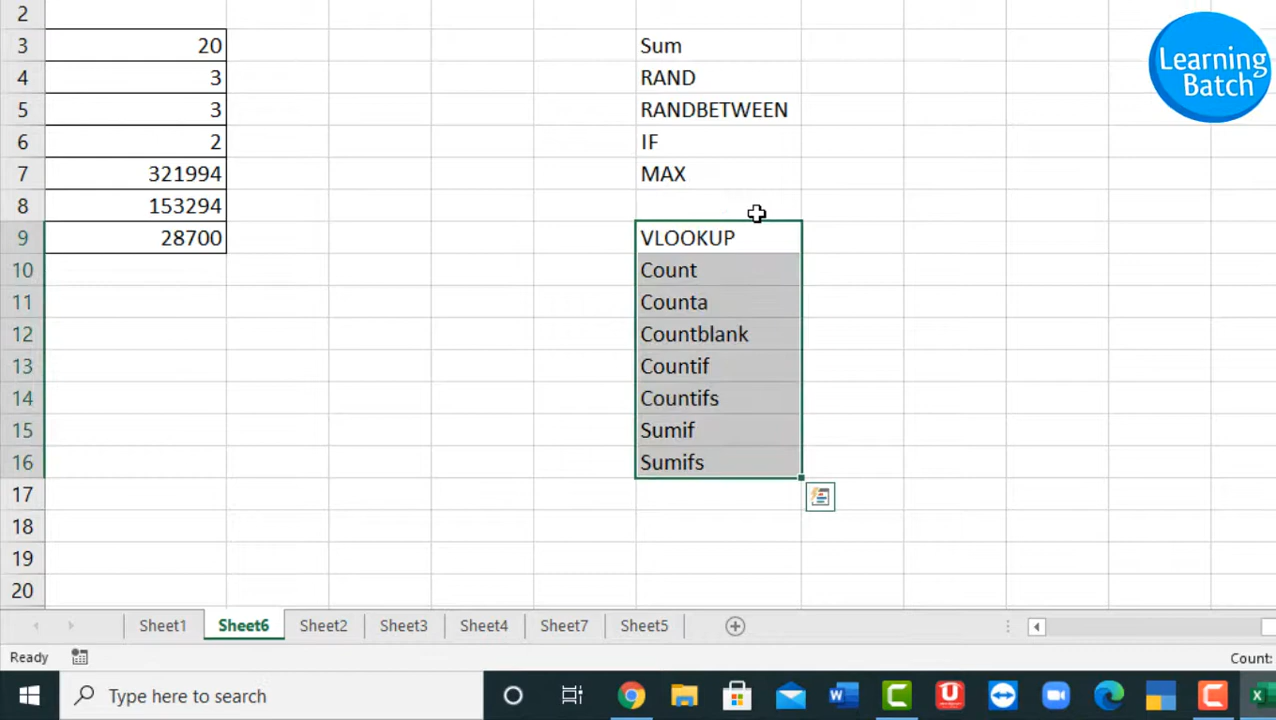 Learning
Batch
2
3 20 Sum
4 3 RAND
5 3 RANDBETWEEN
6 2 IF
7 321994 MAX
8 153294
9 28700 VLOOKUP
10 Count
11 Counta
12 Countblank
13 Countif
14 Countifs
15 Sumif
16 Sumifs
17
18
19
20
Sheet1 Sheet6 Sheet2 Sheet3 Sheet4 Sheet7 Sheet5
Ready Count:
Type here to search